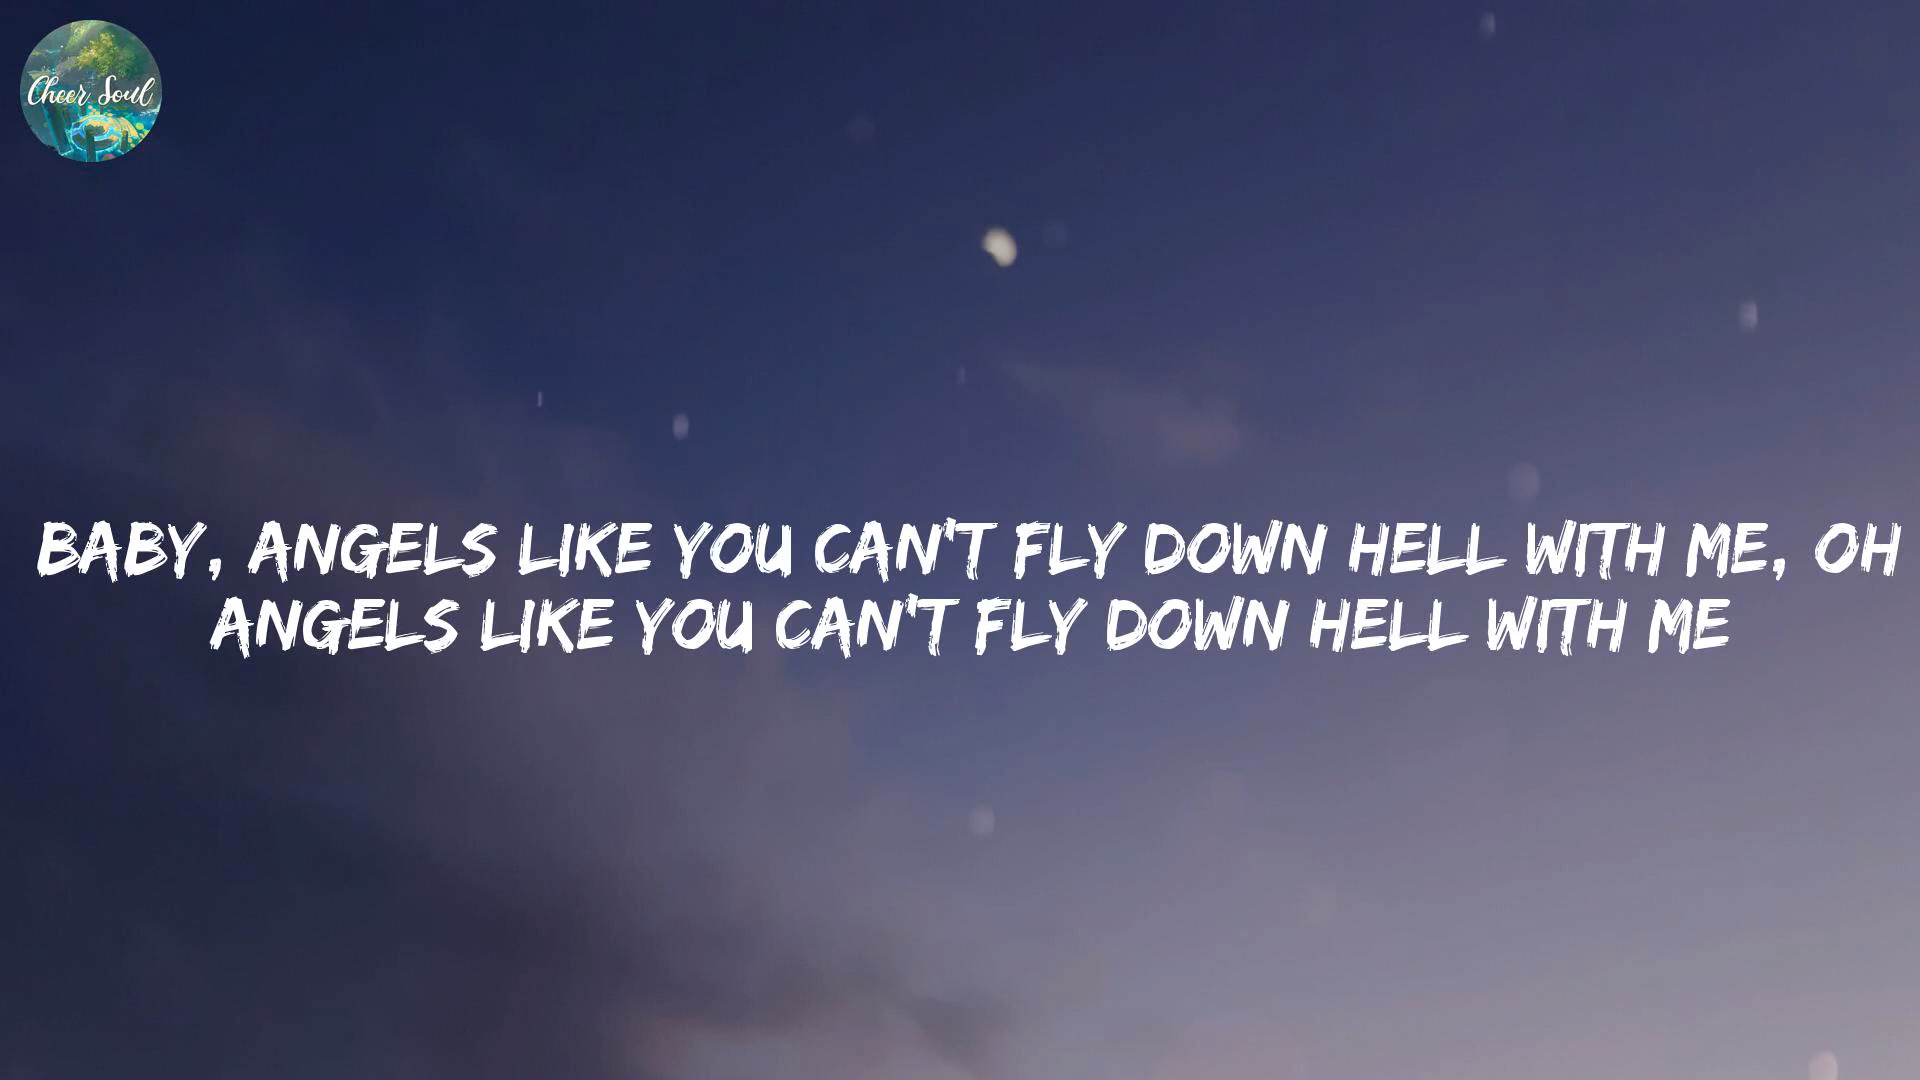 Cheer Soul
BABY, ANGELS LIKE YOU CAN'T FLY DOWN HELL WITH ME, OH
ANGELS LIKE YOU CAN'T FLY DOWN HELL WITH ME